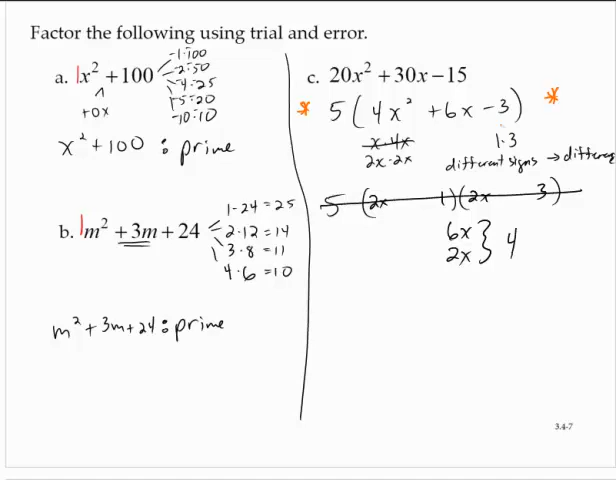 Factor the following using trial and error.
a. 1x² + 100
-1·-100
-2·-50
-4·-25
-5·-20
-10·-10
+0x
x² + 100 : prime
b. 1m² + 3m + 24
1·24 = 25
2·12 = 14
3·8 = 11
4·6 = 10
m² + 3m + 24 : prime
c. 20x² + 30x − 15
* 5 ( 4x² + 6x − 3 ) *
x·4x 1·3
2x·2x different signs → differenc
5 (2x 1)(2x 3)
6x
2x } 4
3.4-7